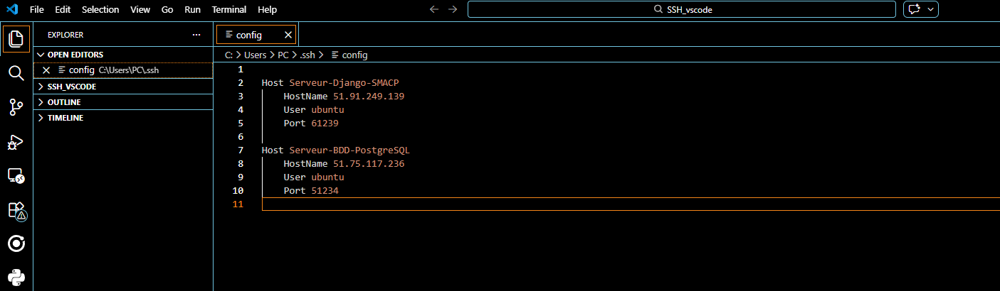 File Edit Selection View Go Run Terminal Help
SSH_vscode
EXPLORER
...
OPEN EDITORS
config C:\Users\PC\.ssh
SSH_VSCODE
OUTLINE
TIMELINE
config
C: > Users > PC > .ssh > config
1
2 Host Serveur-Django-SMACP
3 HostName 51.91.249.139
4 User ubuntu
5 Port 61239
6
7 Host Serveur-BDD-PostgreSQL
8 HostName 51.75.117.236
9 User ubuntu
10 Port 51234
11